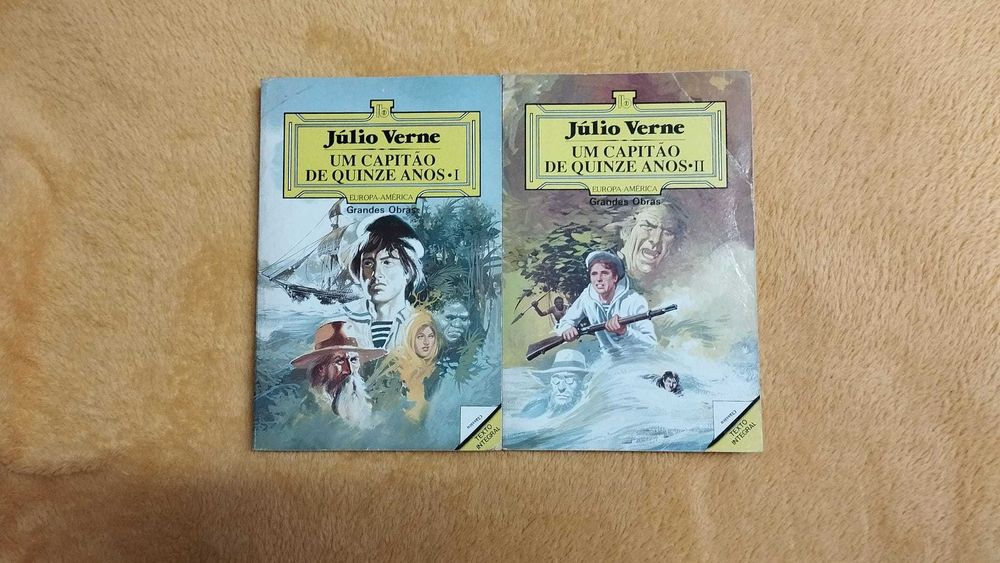 Júlio Verne
UM CAPITÃO
DE QUINZE ANOS•I
EUROPA-AMÉRICA
Grandes Obras
TEXTO
INTEGRAL
Júlio Verne
UM CAPITÃO
DE QUINZE ANOS•II
EUROPA-AMÉRICA
Grandes Obras
TEXTO
INTEGRAL